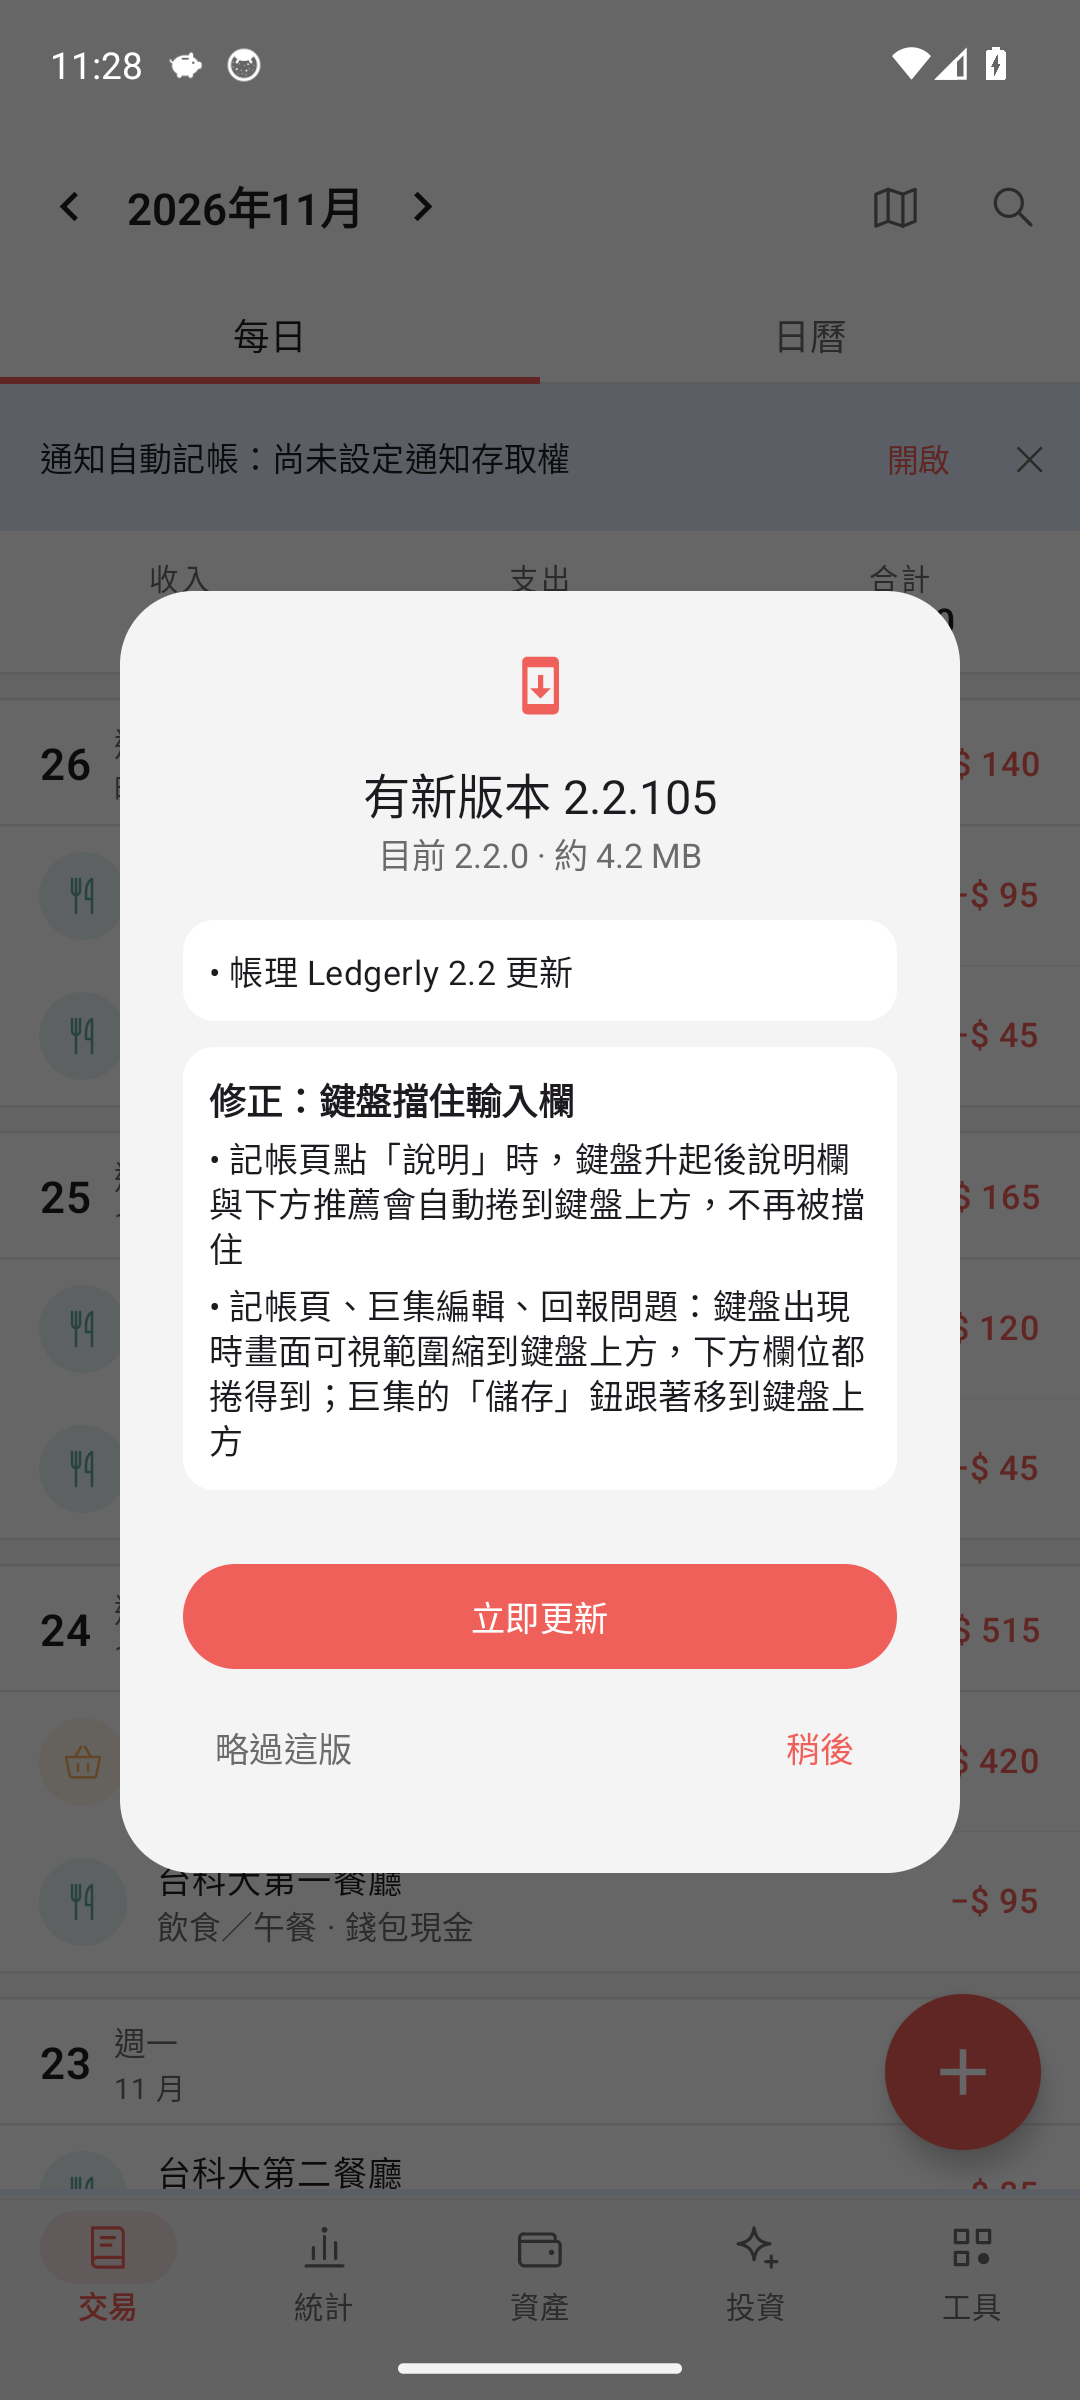 11:28
2026年11月
每日
日曆
通知自動記帳：尚未設定通知存取權
開啟
收入
支出
合計
有新版本 2.2.105
目前 2.2.0 · 約 4.2 MB
• 帳理 Ledgerly 2.2 更新
修正：鍵盤擋住輸入欄
• 記帳頁點「說明」時，鍵盤升起後說明欄
與下方推薦會自動捲到鍵盤上方，不再被擋
住
• 記帳頁、巨集編輯、回報問題：鍵盤出現
時畫面可視範圍縮到鍵盤上方，下方欄位都
捲得到；巨集的「儲存」鈕跟著移到鍵盤上
方
立即更新
略過這版
稍後
26
$ 140
-$ 95
-$ 45
25
$ 165
$ 120
-$ 45
24
$ 515
$ 420
台科大第一餐廳
飲食／午餐 · 錢包現金
−$ 95
23
週一
11 月
台科大第二餐廳
交易
統計
資產
投資
工具